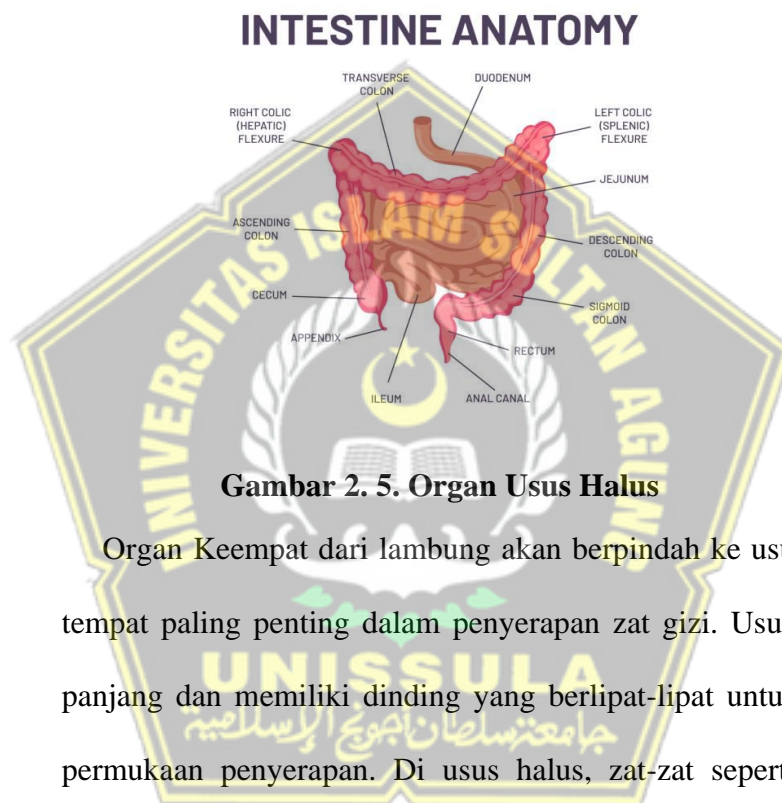 INTESTINE ANATOMY
TRANSVERSE
COLON
DUODENUM
RIGHT COLIC
(HEPATIC)
FLEXURE
LEFT COLIC
(SPLENIC)
FLEXURE
JEJUNUM
ASCENDING
COLON
DESCENDING
COLON
CECUM
SIGMOID
COLON
APPENDIX
RECTUM
ILEUM
ANAL CANAL
UNIVERSITAS ISLAM SULTAN AGUNG
Gambar 2. 5. Organ Usus Halus
Organ Keempat dari lambung akan berpindah ke usu
tempat paling penting dalam penyerapan zat gizi. Usu
panjang dan memiliki dinding yang berlipat-lipat untu
UNISSULA
جامعتنسلطان أجونج الإسلامية
permukaan penyerapan. Di usus halus, zat-zat sepert